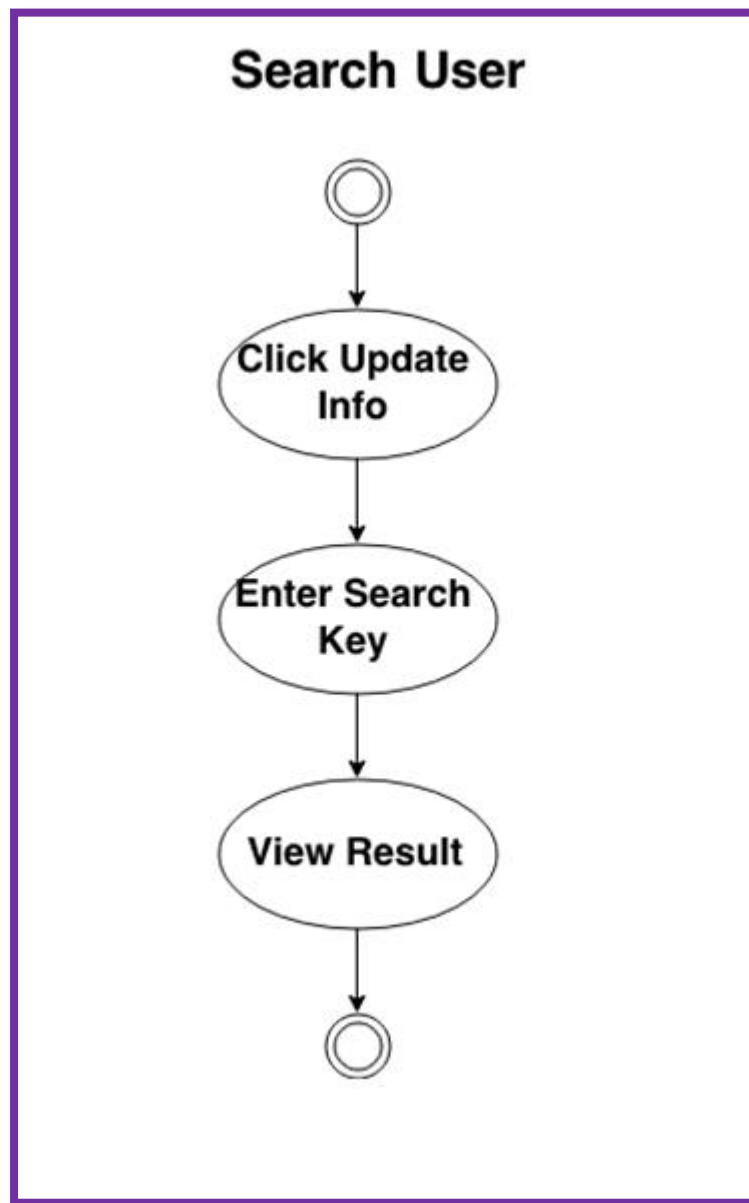 Search User
Click Update
Info
Enter Search
Key
View Result